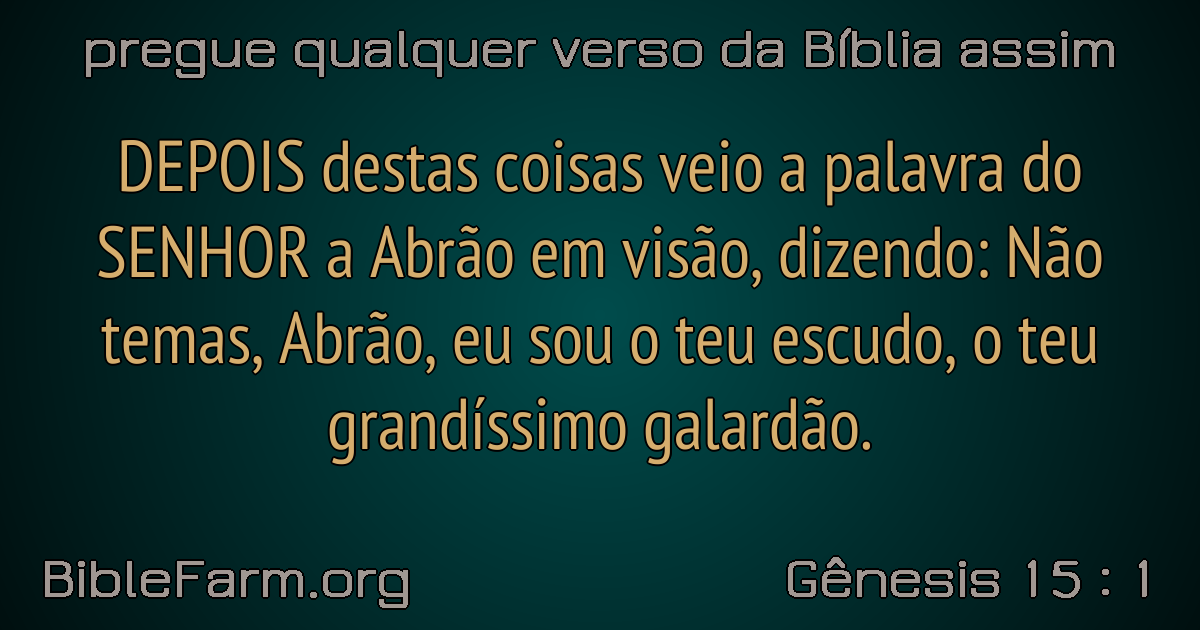 pregue qualquer verso da Bíblia assim
DEPOIS destas coisas veio a palavra do
SENHOR a Abrão em visão, dizendo: Não
temas, Abrão, eu sou o teu escudo, o teu
grandíssimo galardão.
BibleFarm.org
Gênesis 15 : 1